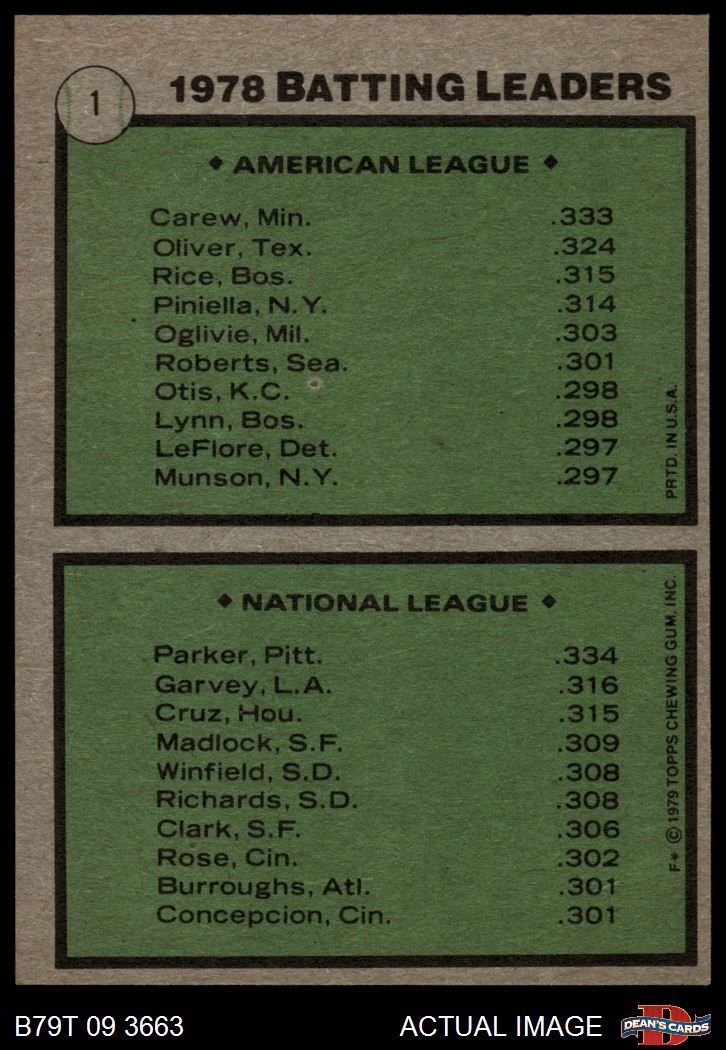 1
1978 BATTING LEADERS
◆ AMERICAN LEAGUE ◆
Carew, Min. .333
Oliver, Tex. .324
Rice, Bos. .315
Piniella, N.Y. .314
Oglivie, Mil. .303
Roberts, Sea. .301
Otis, K.C. .298
Lynn, Bos. .298
LeFlore, Det. .297
Munson, N.Y. .297
PRTD. IN U.S.A.
◆ NATIONAL LEAGUE ◆
Parker, Pitt. .334
Garvey, L.A. .316
Cruz, Hou. .315
Madlock, S.F. .309
Winfield, S.D. .308
Richards, S.D. .308
Clark, S.F. .306
Rose, Cin. .302
Burroughs, Atl. .301
Concepcion, Cin. .301
F* © 1979 TOPPS CHEWING GUM, INC.
B79T 09 3663
ACTUAL IMAGE
D
DEAN'S CARDS